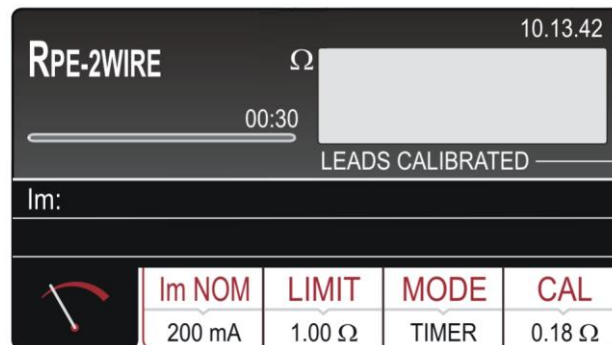 10.13.42
RPE-2WIRE
Ω
00:30
LEADS CALIBRATED
Im:
Im NOM LIMIT MODE CAL
200 mA 1.00 Ω TIMER 0.18 Ω